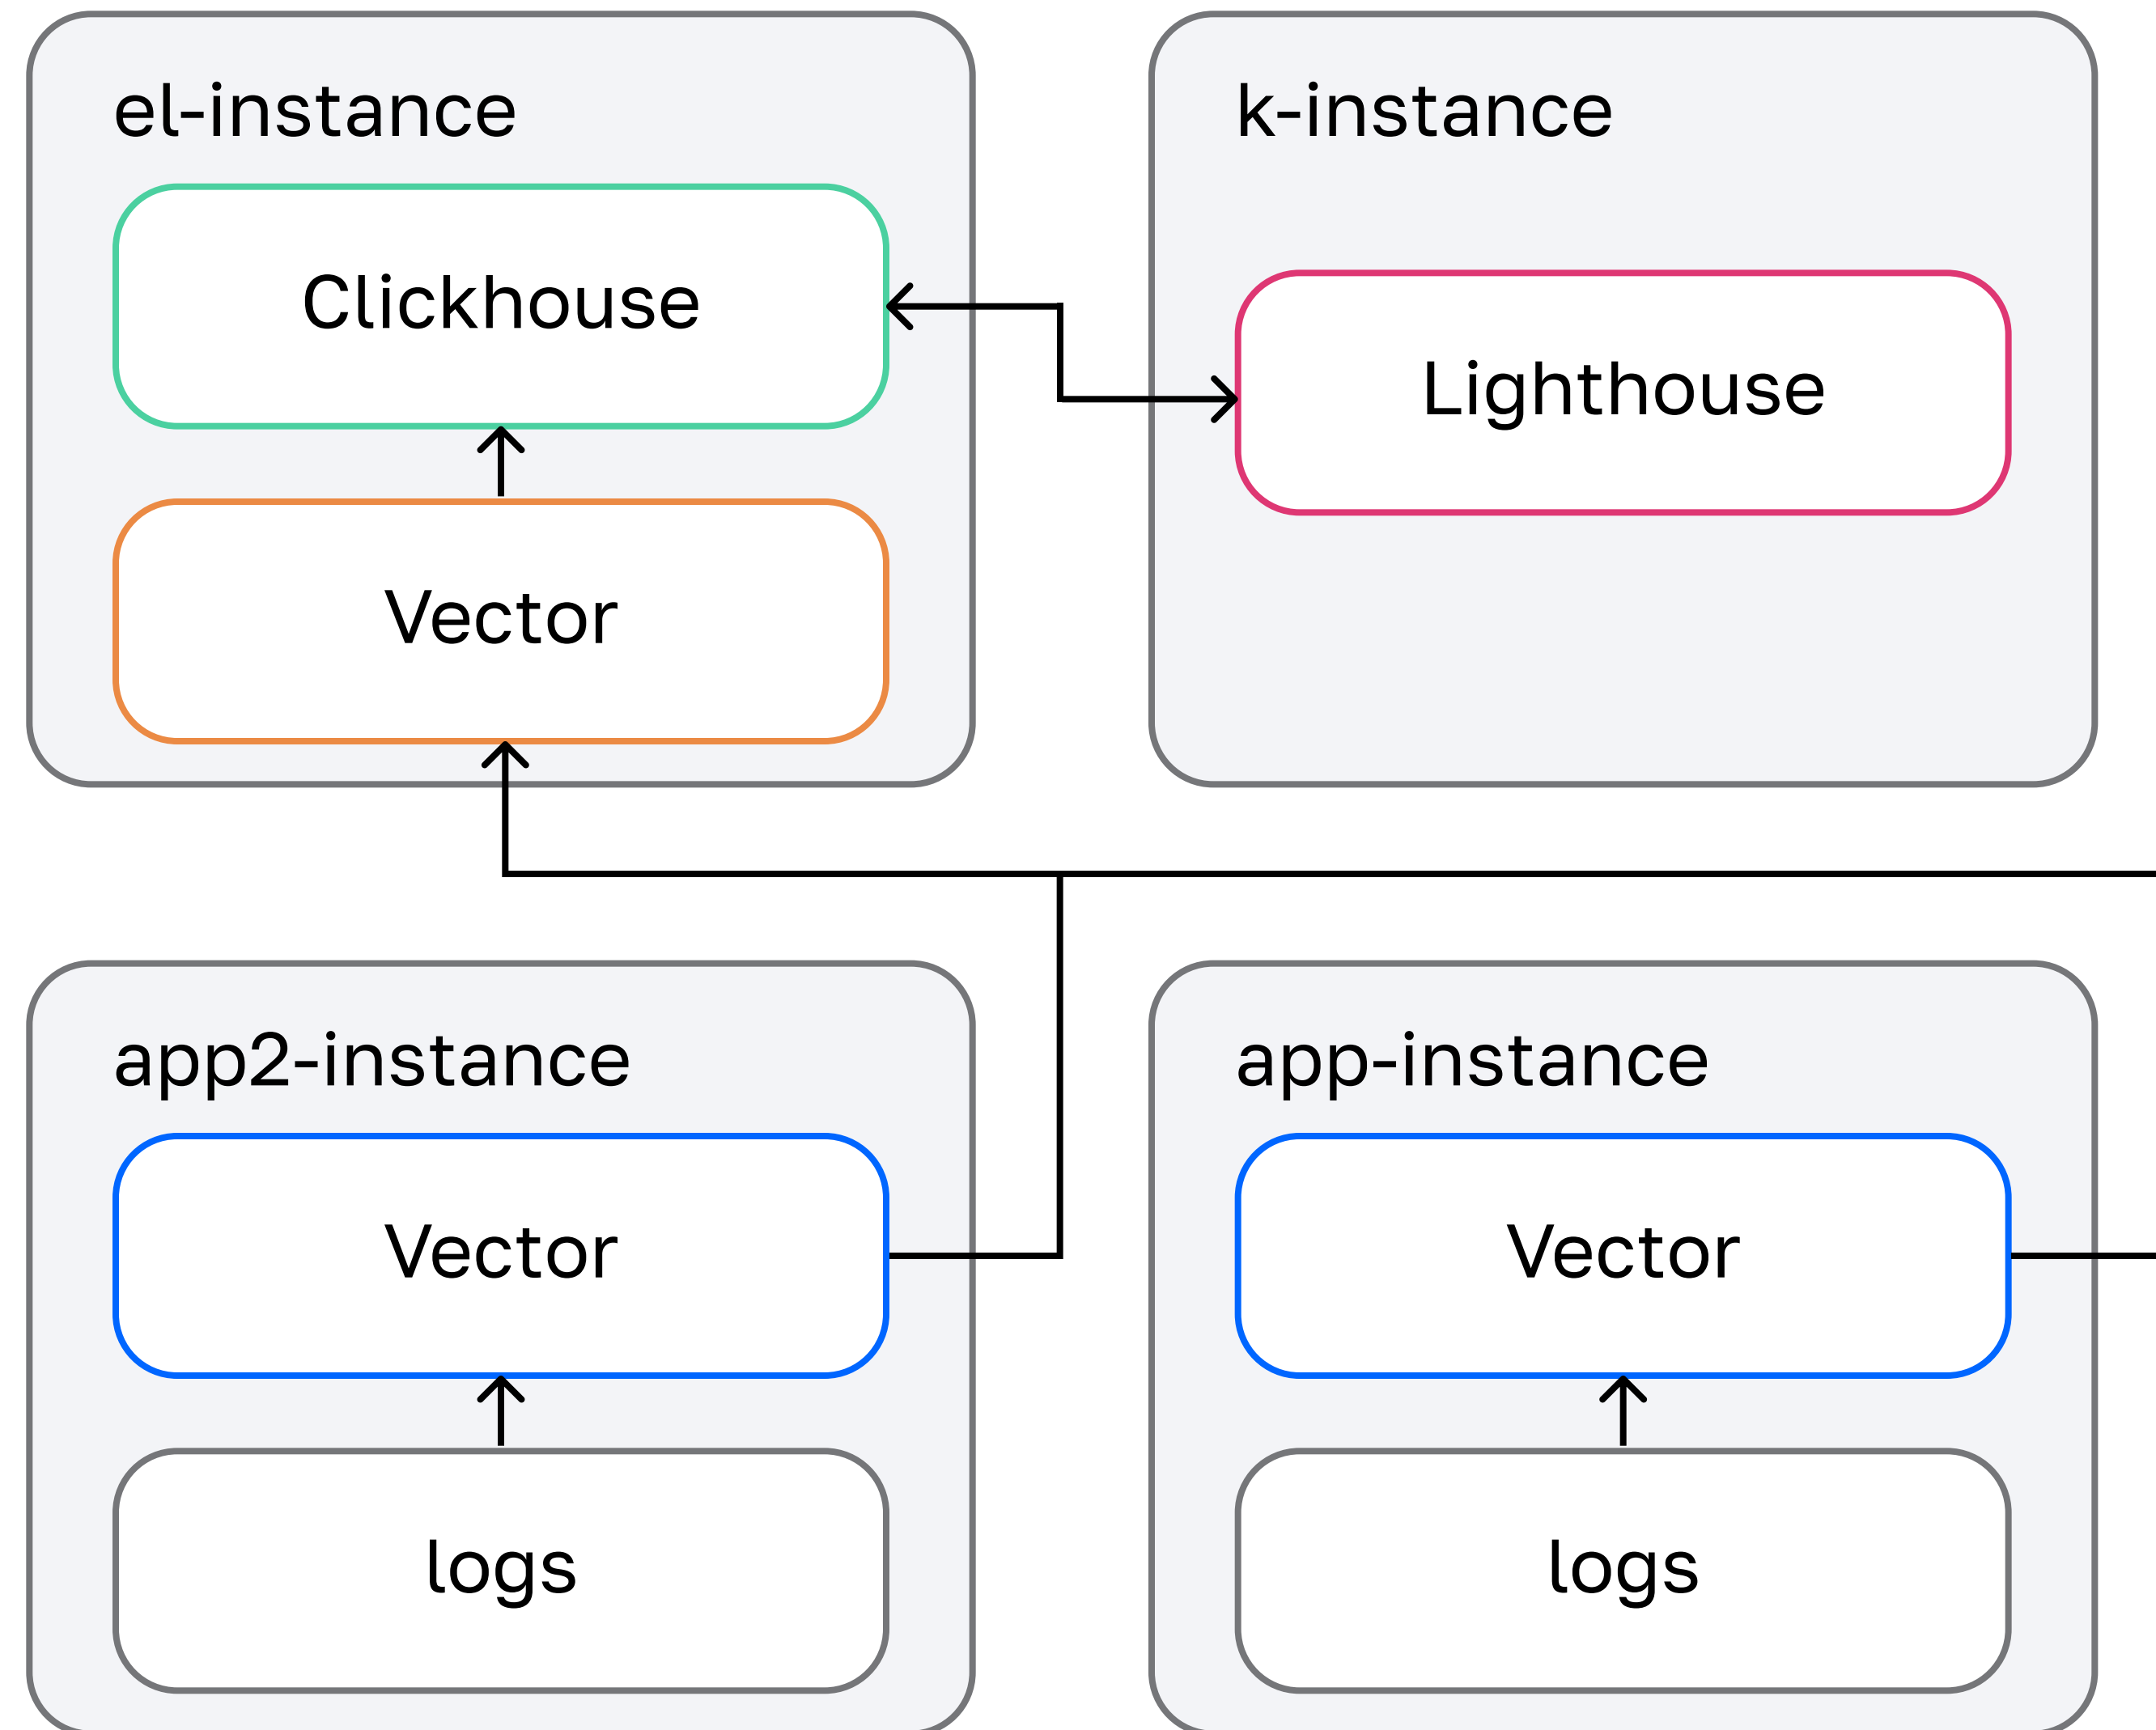 el-instance
Clickhouse
Vector
k-instance
Lighthouse
app2-instance
Vector
logs
app-instance
Vector
logs